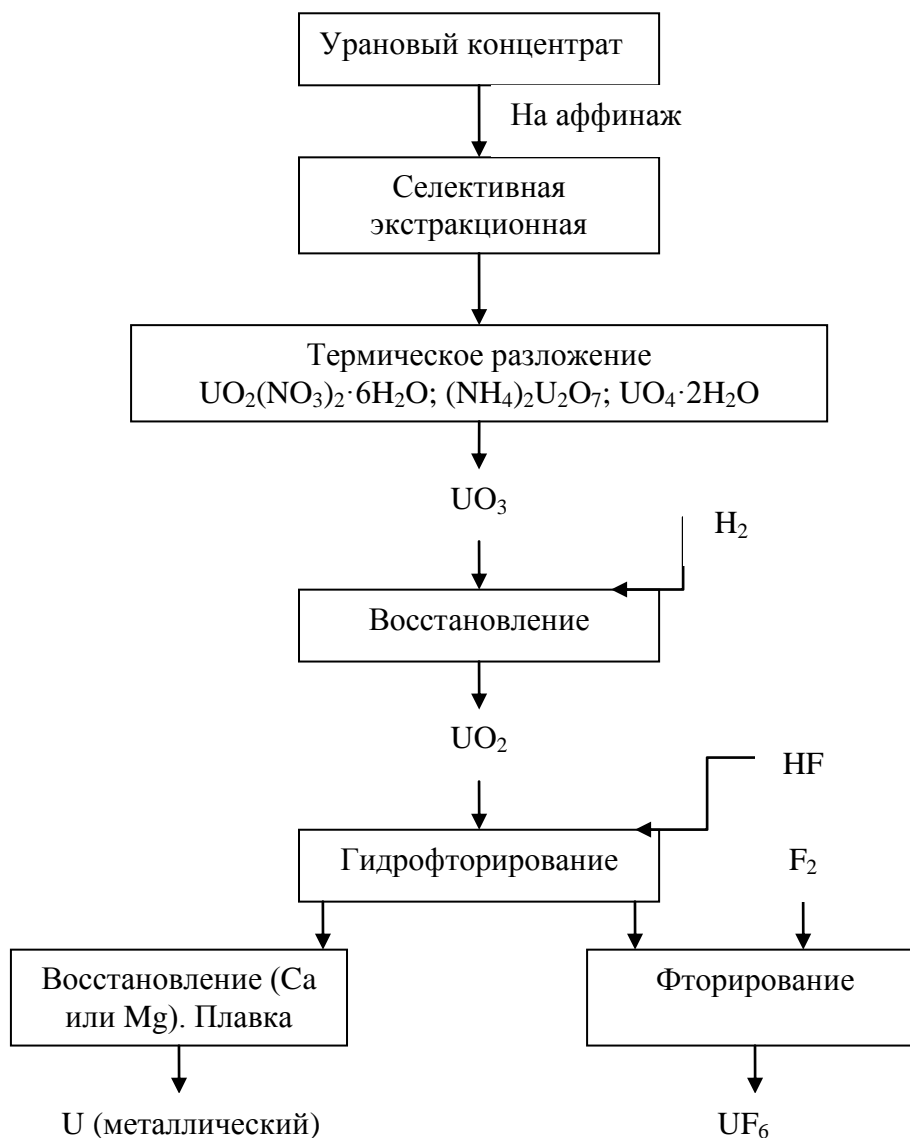 Урановый концентрат
На аффинаж
Селективная
экстракционная
Термическое разложение
UO₂(NO₃)₂·6H₂O; (NH₄)₂U₂O₇; UO₄·2H₂O
UO₃
H₂
Восстановление
UO₂
HF
Гидрофторирование
F₂
Восстановление (Ca
или Mg). Плавка
Фторирование
U (металлический)
UF₆